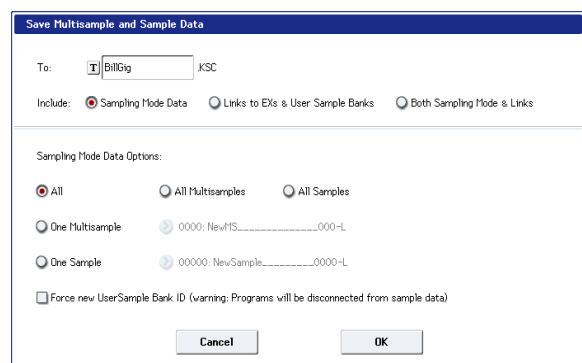 Save Multisample and Sample Data
To: T BillGig .KSC
Include: Sampling Mode Data Links to EXs & User Sample Banks Both Sampling Mode & Links
Sampling Mode Data Options:
All All Multisamples All Samples
One Multisample 0000: NewMS______________000-L
One Sample 00000: NewSample_________0000-L
Force new UserSample Bank ID (warning: Programs will be disconnected from sample data)
Cancel OK